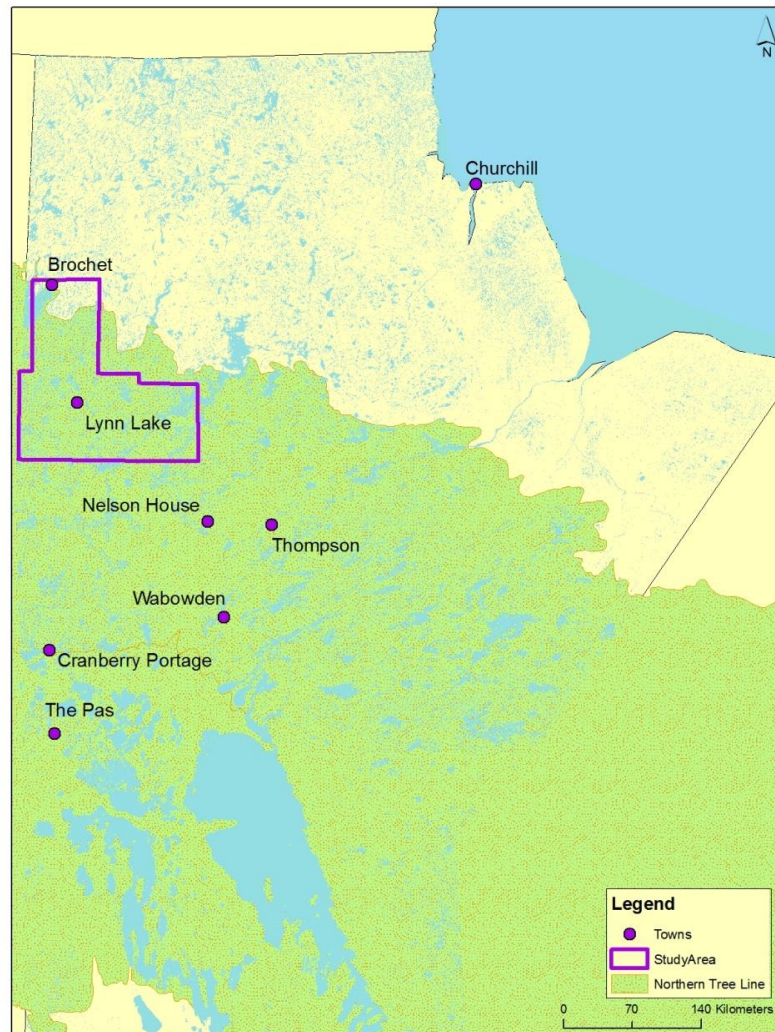 N
Churchill
Brochet
Lynn Lake
Nelson House
Thompson
Wabowden
Cranberry Portage
The Pas
Legend
Towns
StudyArea
Northern Tree Line
0 70 140 Kilometers